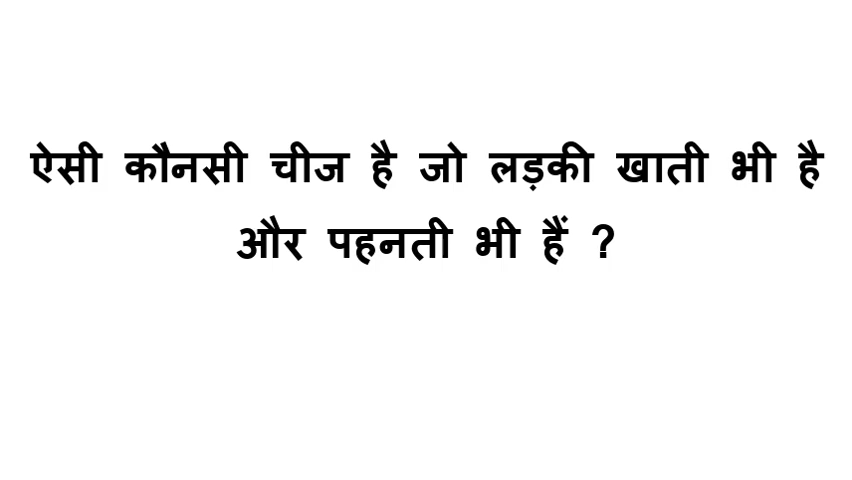 ऐसी कौनसी चीज है जो लड़की खाती भी है
और पहनती भी हैं ?